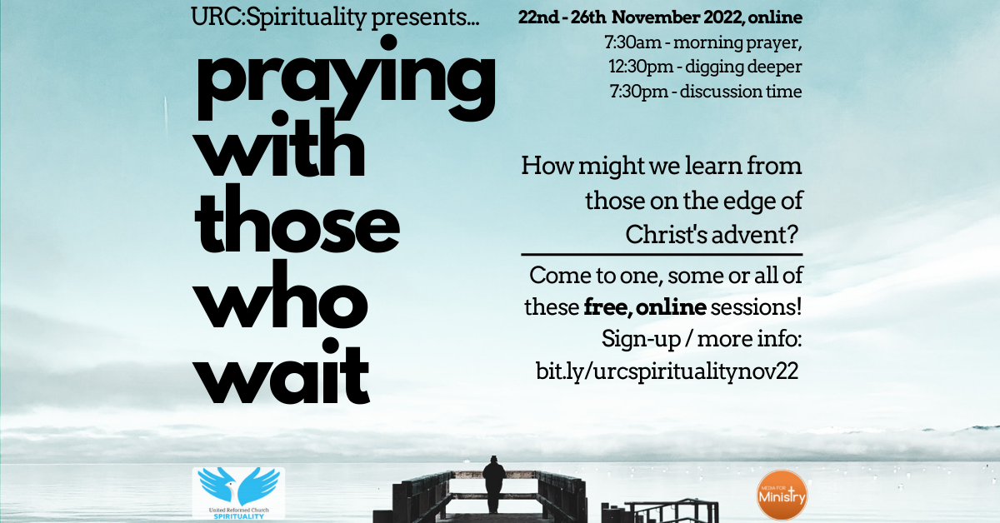 URC:Spirituality presents...
praying
with
those
who
wait
22nd - 26th November 2022, online
7:30am - morning prayer,
12:30pm - digging deeper
7:30pm - discussion time
How might we learn from
those on the edge of
Christ's advent?
Come to one, some or all of
these free, online sessions!
Sign-up / more info:
bit.ly/urcspiritualitynov22
United Reformed Church
SPIRITUALITY
MEDIA FOR
Ministry